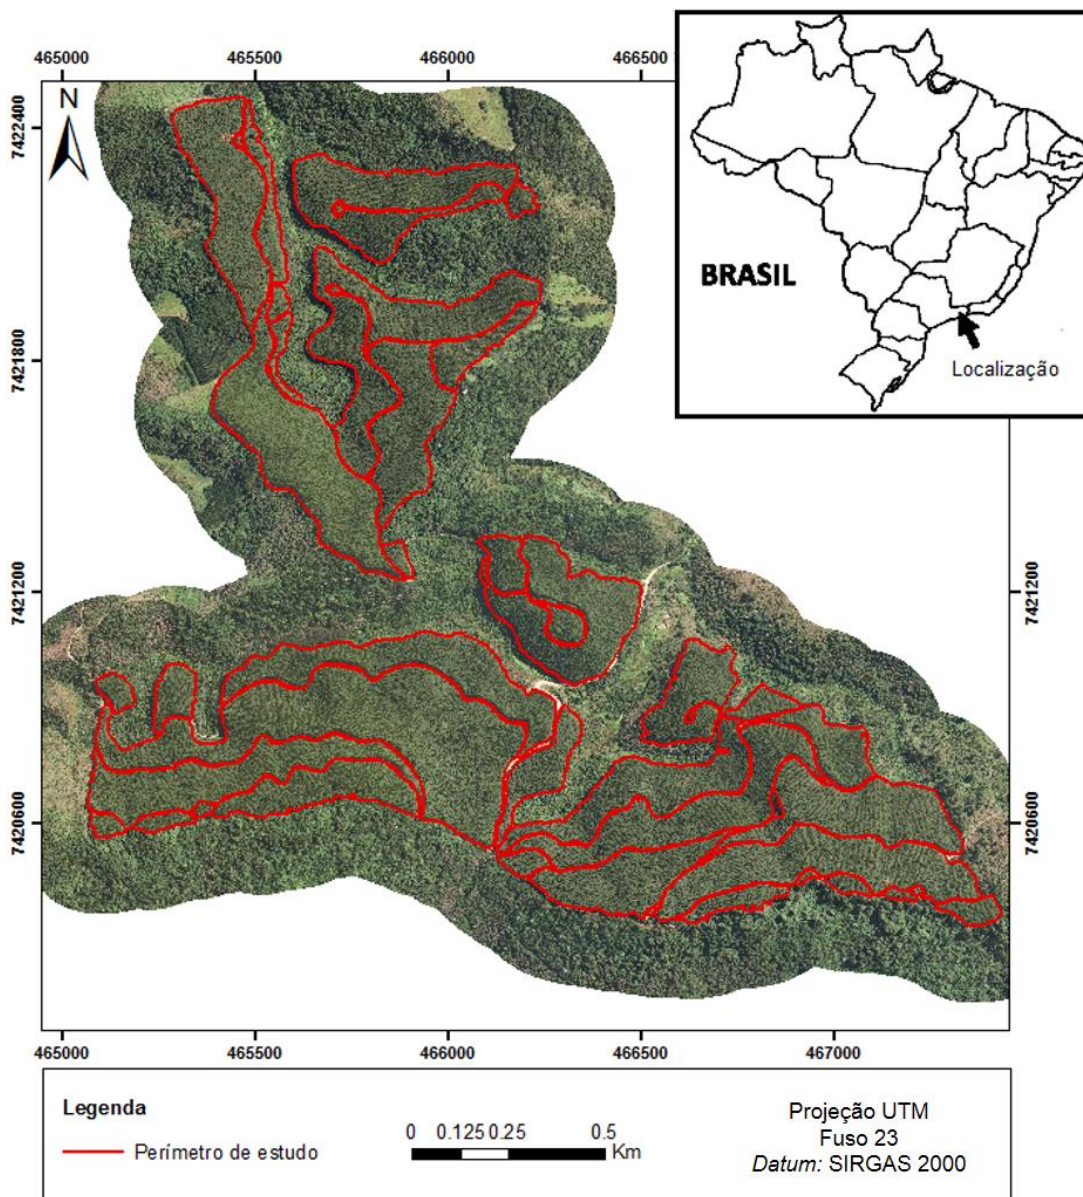 465000 465500 466000 466500
N
7422400
7421800
7421200
7420600
BRASIL
Localização
7421200
7420600
465000 465500 466000 466500 467000
Legenda
Perímetro de estudo
0 0.125 0.25 0.5
Km
Projeção UTM
Fuso 23
Datum: SIRGAS 2000